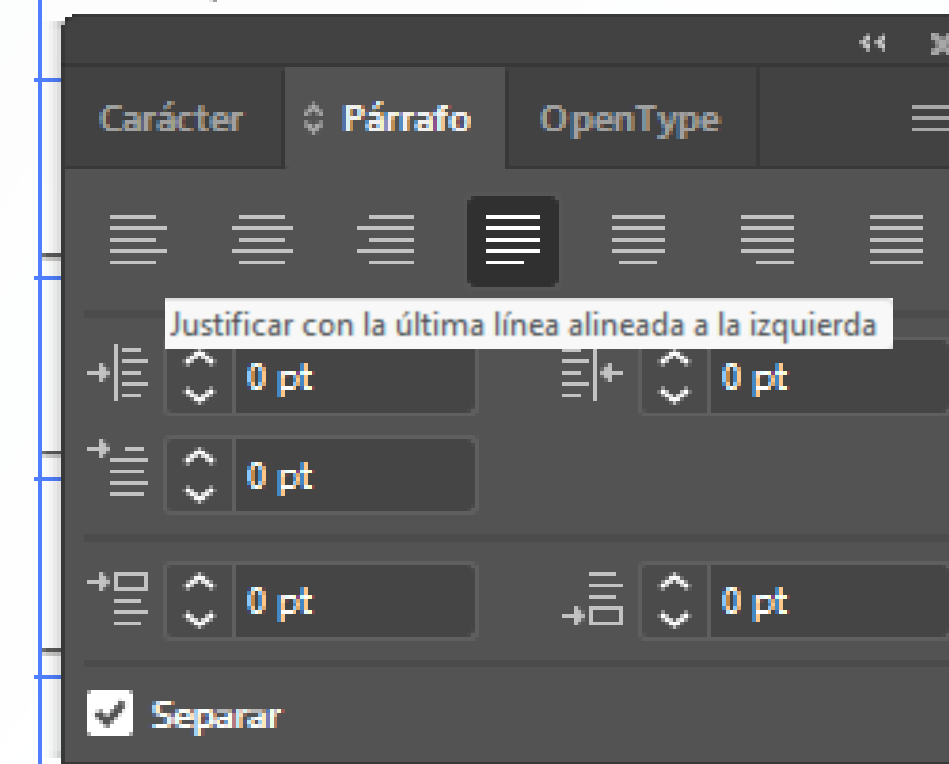 Carácter Párrafo OpenType
Justificar con la última línea alineada a la izquierda
0 pt 0 pt
0 pt
0 pt 0 pt
Separar